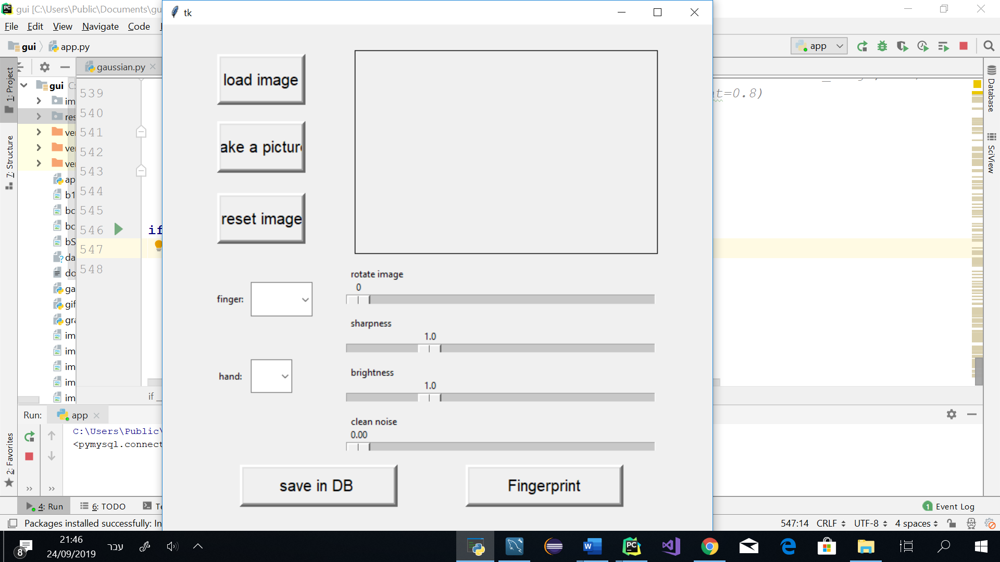 gui [C:\Users\Public\Documents\gu
tk
File Edit View Navigate Code
gui app.py
app
1: Project
gaussian.py
gui C:
im
res
ve
ve
ve
ap
b1
bc
bc
bS
da
do
ga
gif
gr
im
im
im
im
im
7: Structure
2: Favorites
539
540
541
542
543
544
545
546
547
548
if
if _
t=0.8)
Database
SciView
load image
ake a pictur
reset image
finger:
hand:
rotate image
0
sharpness
1.0
brightness
1.0
clean noise
0.00
save in DB
Fingerprint
Run: app
C:\Users\Public\
<pymysql.connect
»
»
4: Run 6: TODO Te
1 Event Log
Packages installed successfully: In
547:14 CRLF UTF-8 4 spaces
8
21:46
24/09/2019
עבר
W
PC